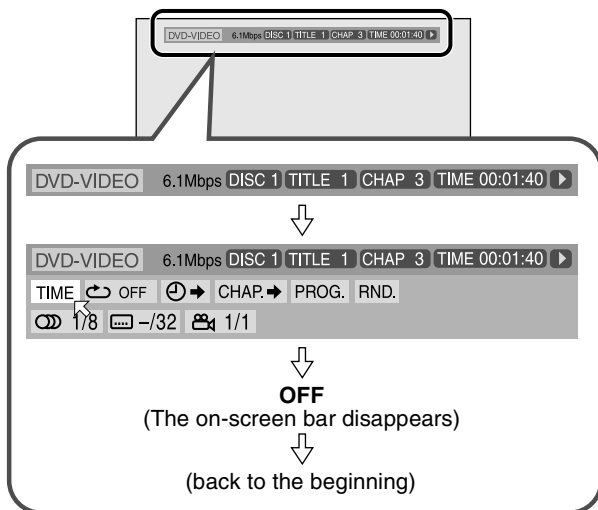 DVD-VIDEO 6.1Mbps DISC 1 TITLE 1 CHAP 3 TIME 00:01:40
DVD-VIDEO 6.1Mbps DISC 1 TITLE 1 CHAP 3 TIME 00:01:40
DVD-VIDEO 6.1Mbps DISC 1 TITLE 1 CHAP 3 TIME 00:01:40
TIME OFF CHAP. PROG. RND.
1/8 –/32 1/1
OFF
(The on-screen bar disappears)
(back to the beginning)